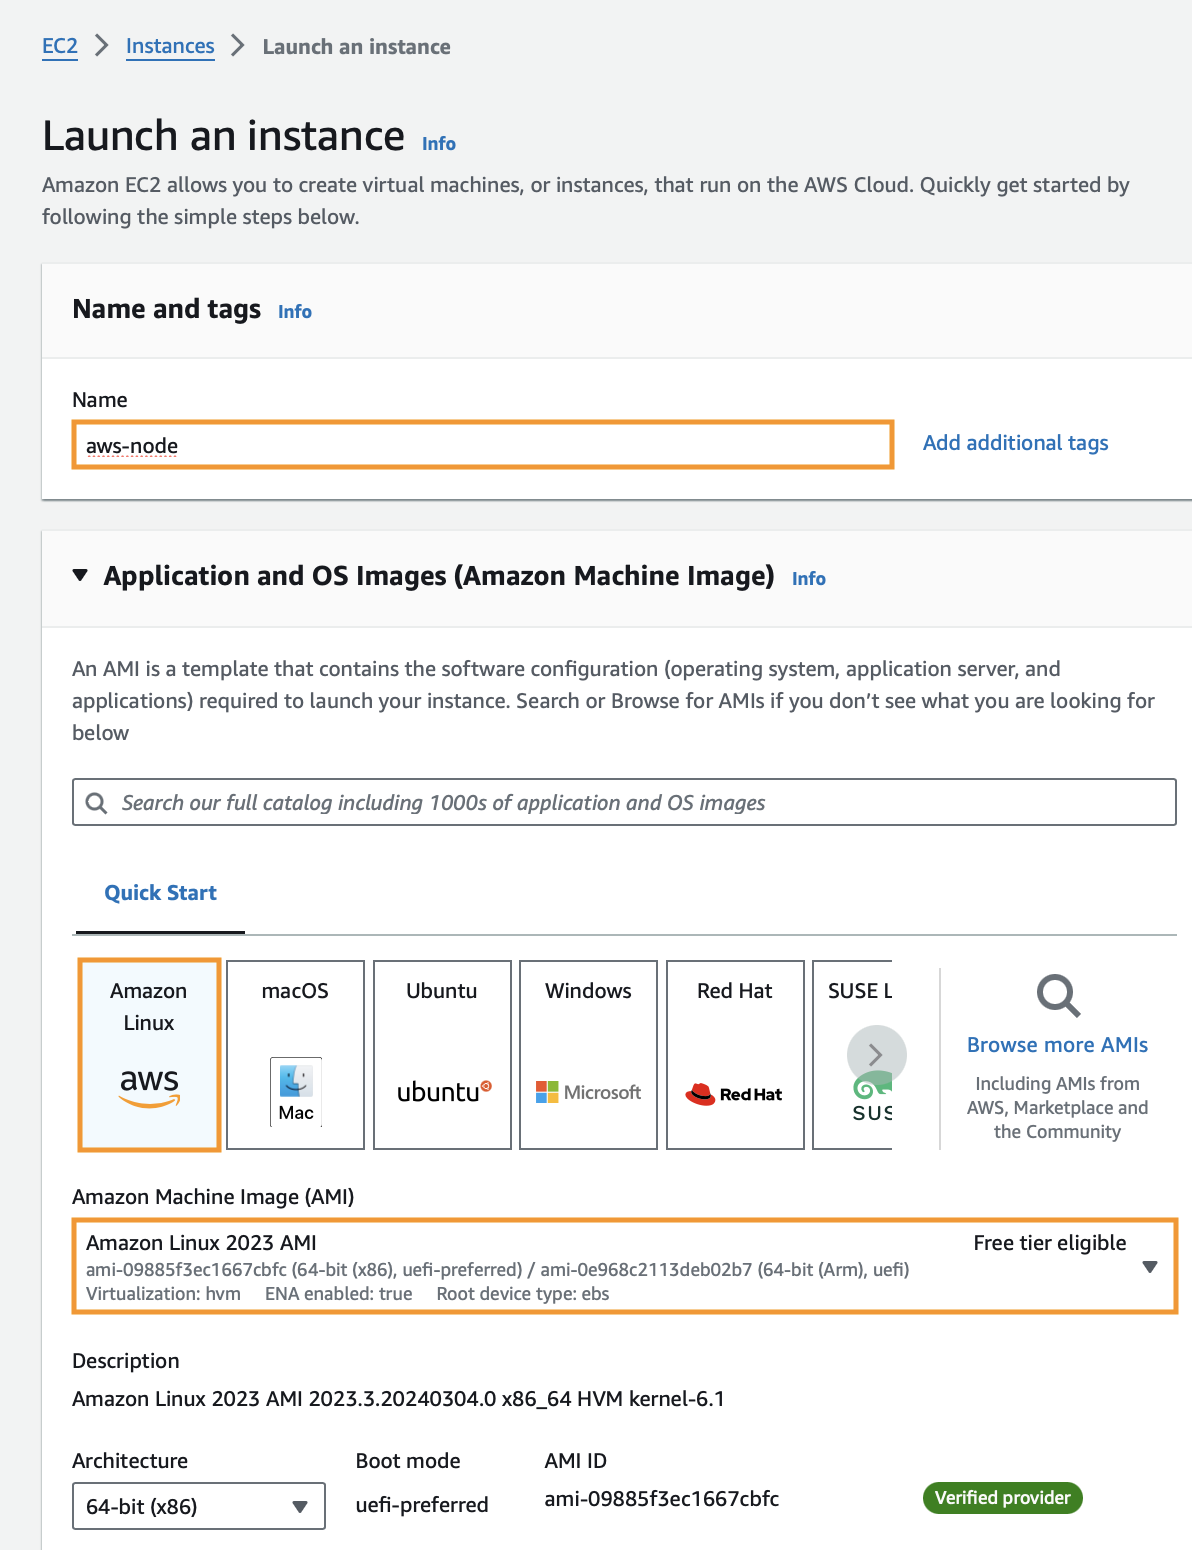 EC2 > Instances > Launch an instance
Launch an instance Info
Amazon EC2 allows you to create virtual machines, or instances, that run on the AWS Cloud. Quickly get started by
following the simple steps below.
Name and tags Info
Name
aws-node
Add additional tags
Application and OS Images (Amazon Machine Image) Info
An AMI is a template that contains the software configuration (operating system, application server, and
applications) required to launch your instance. Search or Browse for AMIs if you don’t see what you are looking for
below
Search our full catalog including 1000s of application and OS images
Quick Start
Amazon
Linux
aws
macOS
Mac
Ubuntu
ubuntu
Windows
Microsoft
Red Hat
Red Hat
SUSE L
SUS
Browse more AMIs
Including AMIs from
AWS, Marketplace and
the Community
Amazon Machine Image (AMI)
Amazon Linux 2023 AMI
Free tier eligible
ami-09885f3ec1667cbfc (64-bit (x86), uefi-preferred) / ami-0e968c2113deb02b7 (64-bit (Arm), uefi)
Virtualization: hvm ENA enabled: true Root device type: ebs
Description
Amazon Linux 2023 AMI 2023.3.20240304.0 x86_64 HVM kernel-6.1
Architecture
64-bit (x86)
Boot mode
uefi-preferred
AMI ID
ami-09885f3ec1667cbfc
Verified provider